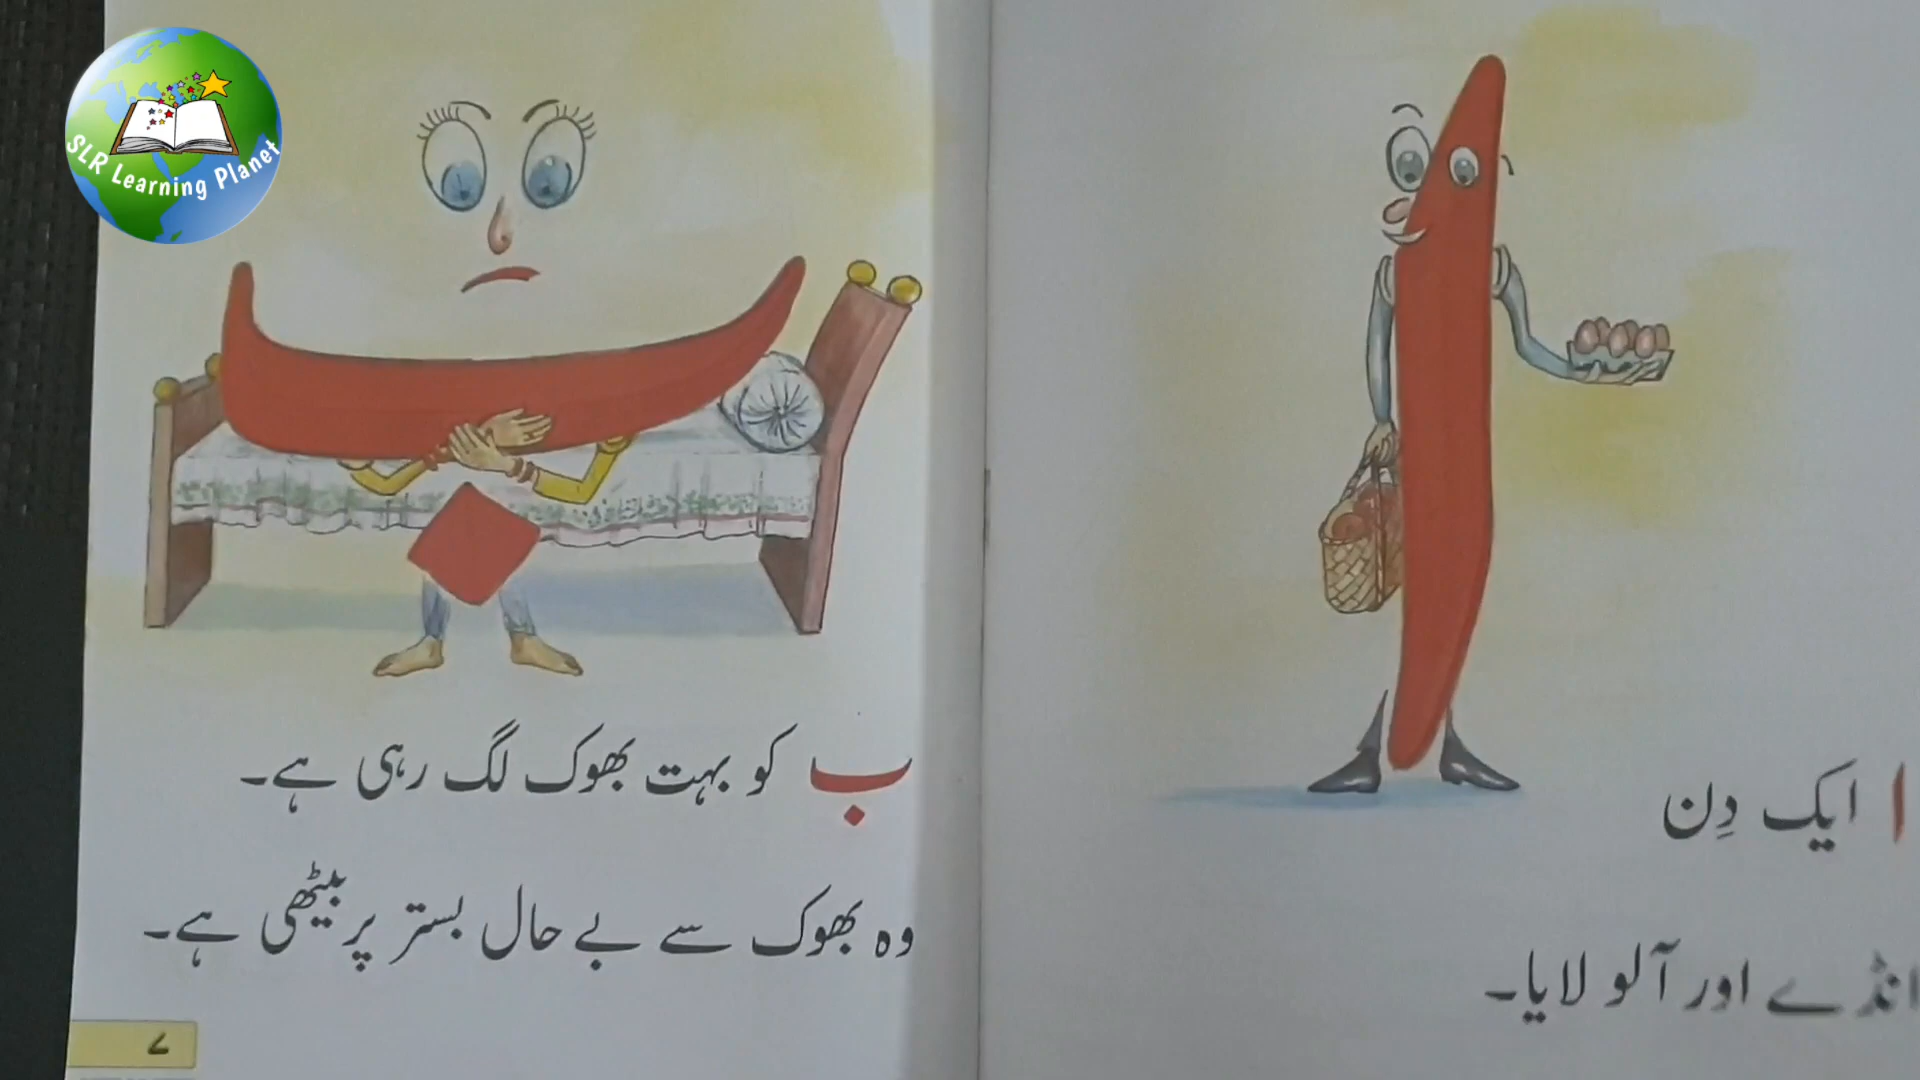 SLR Learning Planet
ا ایک دِن
انڈے اور آلو لایا۔
ب کو بہت بھوک لگ رہی ہے۔
وہ بھوک سے بے حال بستر پر بیٹھی ہے۔
۷